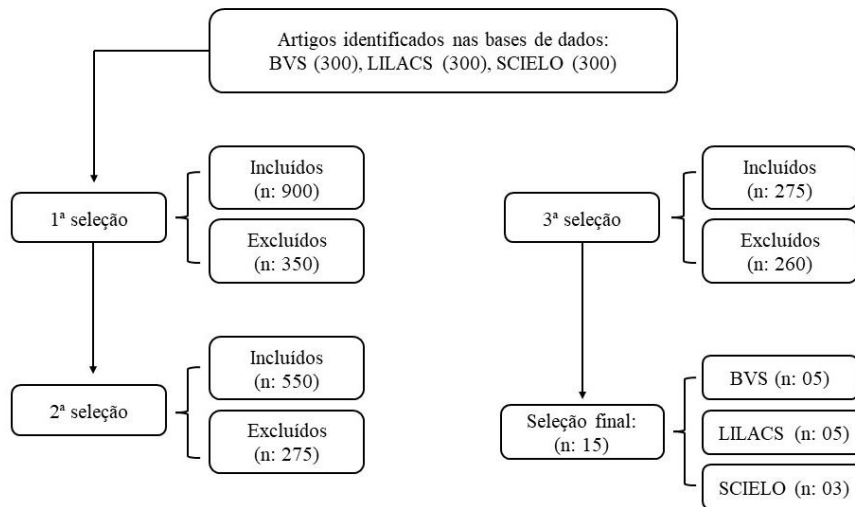 Artigos identificados nas bases de dados:
BVS (300), LILACS (300), SCIELO (300)
1ª seleção
Incluídos
(n: 900)
Excluídos
(n: 350)
2ª seleção
Incluídos
(n: 550)
Excluídos
(n: 275)
3ª seleção
Incluídos
(n: 275)
Excluídos
(n: 260)
Seleção final:
(n: 15)
BVS (n: 05)
LILACS (n: 05)
SCIELO (n: 03)